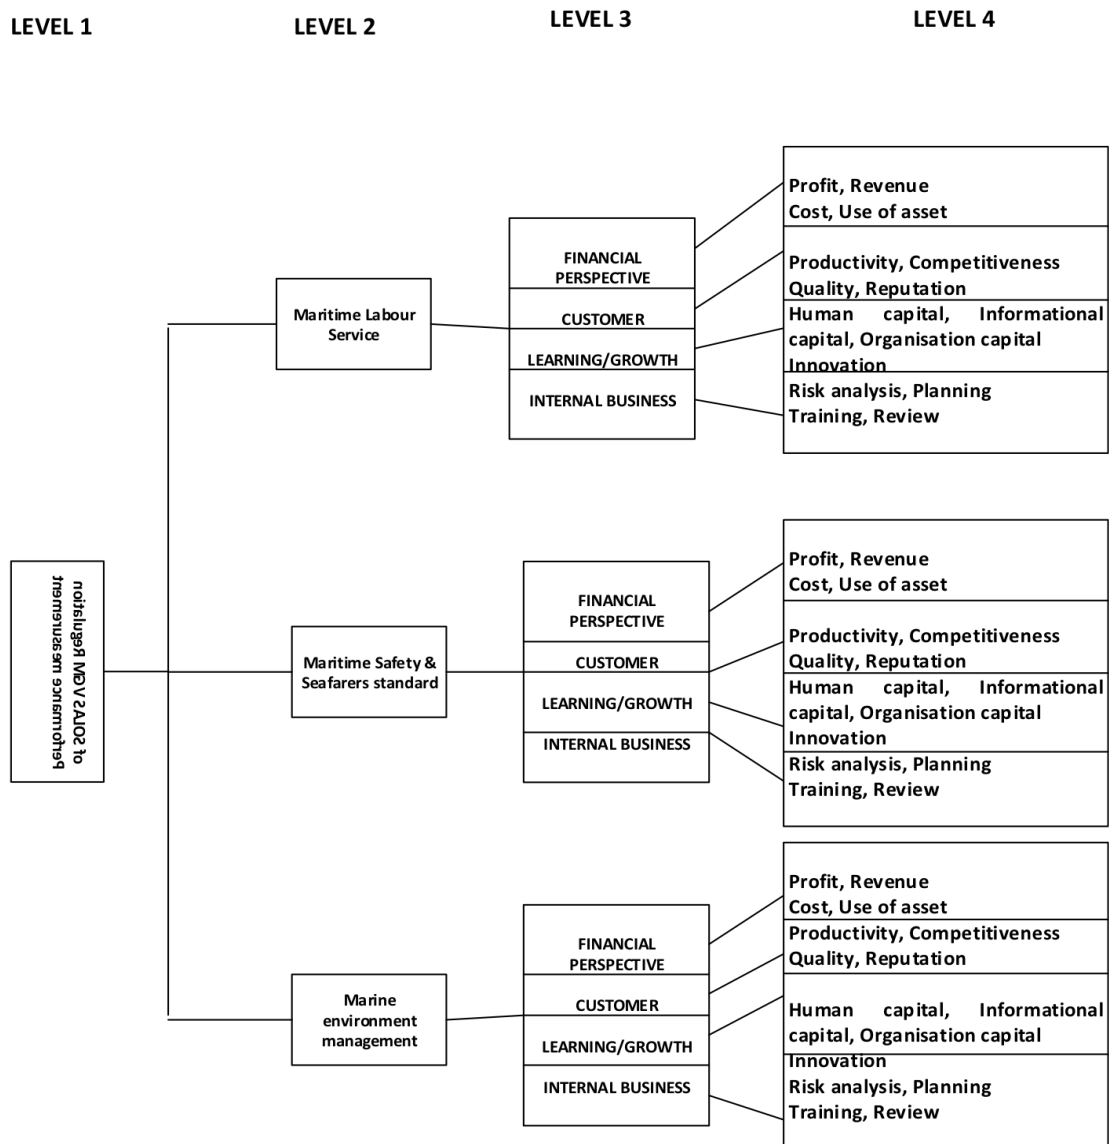 LEVEL 1
LEVEL 2
LEVEL 3
LEVEL 4
Performance measurement
of SOLAS V/VDM Regulation
Maritime Labour
Service
FINANCIAL
PERSPECTIVE
CUSTOMER
LEARNING/GROWTH
INTERNAL BUSINESS
Profit, Revenue
Cost, Use of asset
Productivity, Competitiveness
Quality, Reputation
Human capital, Informational
capital, Organisation capital
Innovation
Risk analysis, Planning
Training, Review
Maritime Safety &
Seafarers standard
FINANCIAL
PERSPECTIVE
CUSTOMER
LEARNING/GROWTH
INTERNAL BUSINESS
Profit, Revenue
Cost, Use of asset
Productivity, Competitiveness
Quality, Reputation
Human capital, Informational
capital, Organisation capital
Innovation
Risk analysis, Planning
Training, Review
Marine
environment
management
FINANCIAL
PERSPECTIVE
CUSTOMER
LEARNING/GROWTH
INTERNAL BUSINESS
Profit, Revenue
Cost, Use of asset
Productivity, Competitiveness
Quality, Reputation
Human capital, Informational
capital, Organisation capital
Innovation
Risk analysis, Planning
Training, Review